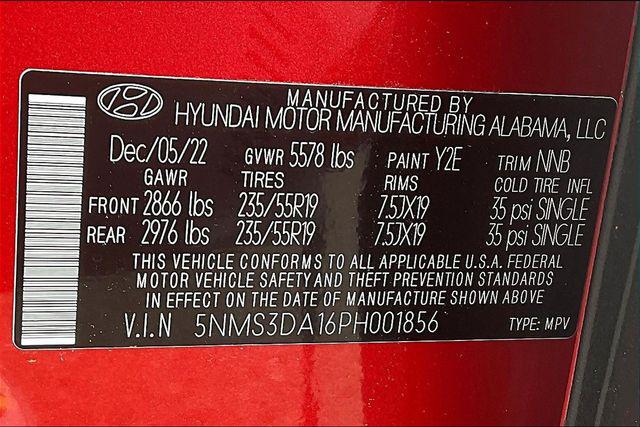 MANUFACTURED BY
HYUNDAI MOTOR MANUFACTURING ALABAMA, LLC
Dec/05/22 GVWR 5578 lbs PAINT Y2E TRIM NNB
GAWR TIRES RIMS COLD TIRE INFL
FRONT 2866 lbs 235/55R19 7.5JX19 35 psi SINGLE
REAR 2976 lbs 235/55R19 7.5JX19 35 psi SINGLE
THIS VEHICLE CONFORMS TO ALL APPLICABLE U.S.A. FEDERAL
MOTOR VEHICLE SAFETY AND THEFT PREVENTION STANDARDS
IN EFFECT ON THE DATE OF MANUFACTURE SHOWN ABOVE
V.I.N 5NMS3DA16PH001856 TYPE: MPV